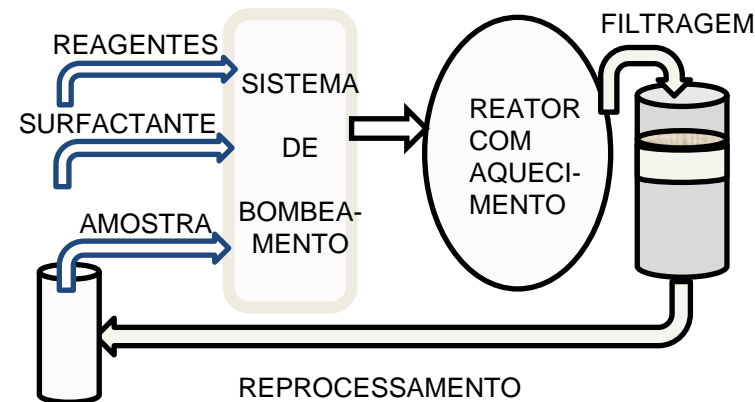 FILTRAGEM
REAGENTES
SURFACTANTE
AMOSTRA
SISTEMA
DE
BOMBEA-
MENTO
REATOR
COM
AQUECI-
MENTO
REPROCESSAMENTO